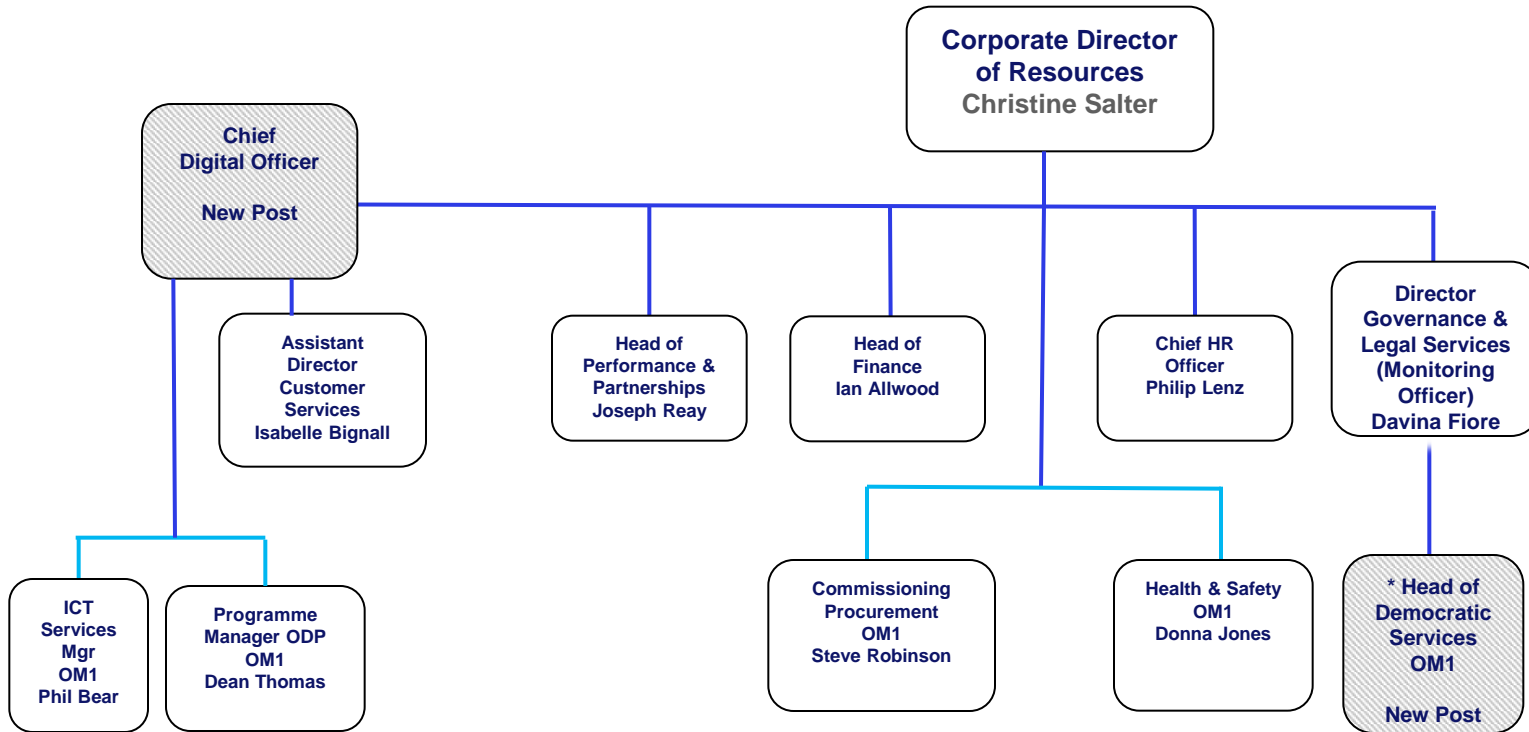 Corporate Director
of Resources
Christine Salter
Chief
Digital Officer
New Post
Assistant
Director
Customer
Services
Isabelle Bignall
Head of
Performance &
Partnerships
Joseph Reay
Head of
Finance
Ian Allwood
Chief HR
Officer
Philip Lenz
Director
Governance &
Legal Services
(Monitoring
Officer)
Davina Fiore
ICT
Services
Mgr
OM1
Phil Bear
Programme
Manager ODP
OM1
Dean Thomas
Commissioning
Procurement
OM1
Steve Robinson
Health & Safety
OM1
Donna Jones
* Head of
Democratic
Services
OM1
New Post